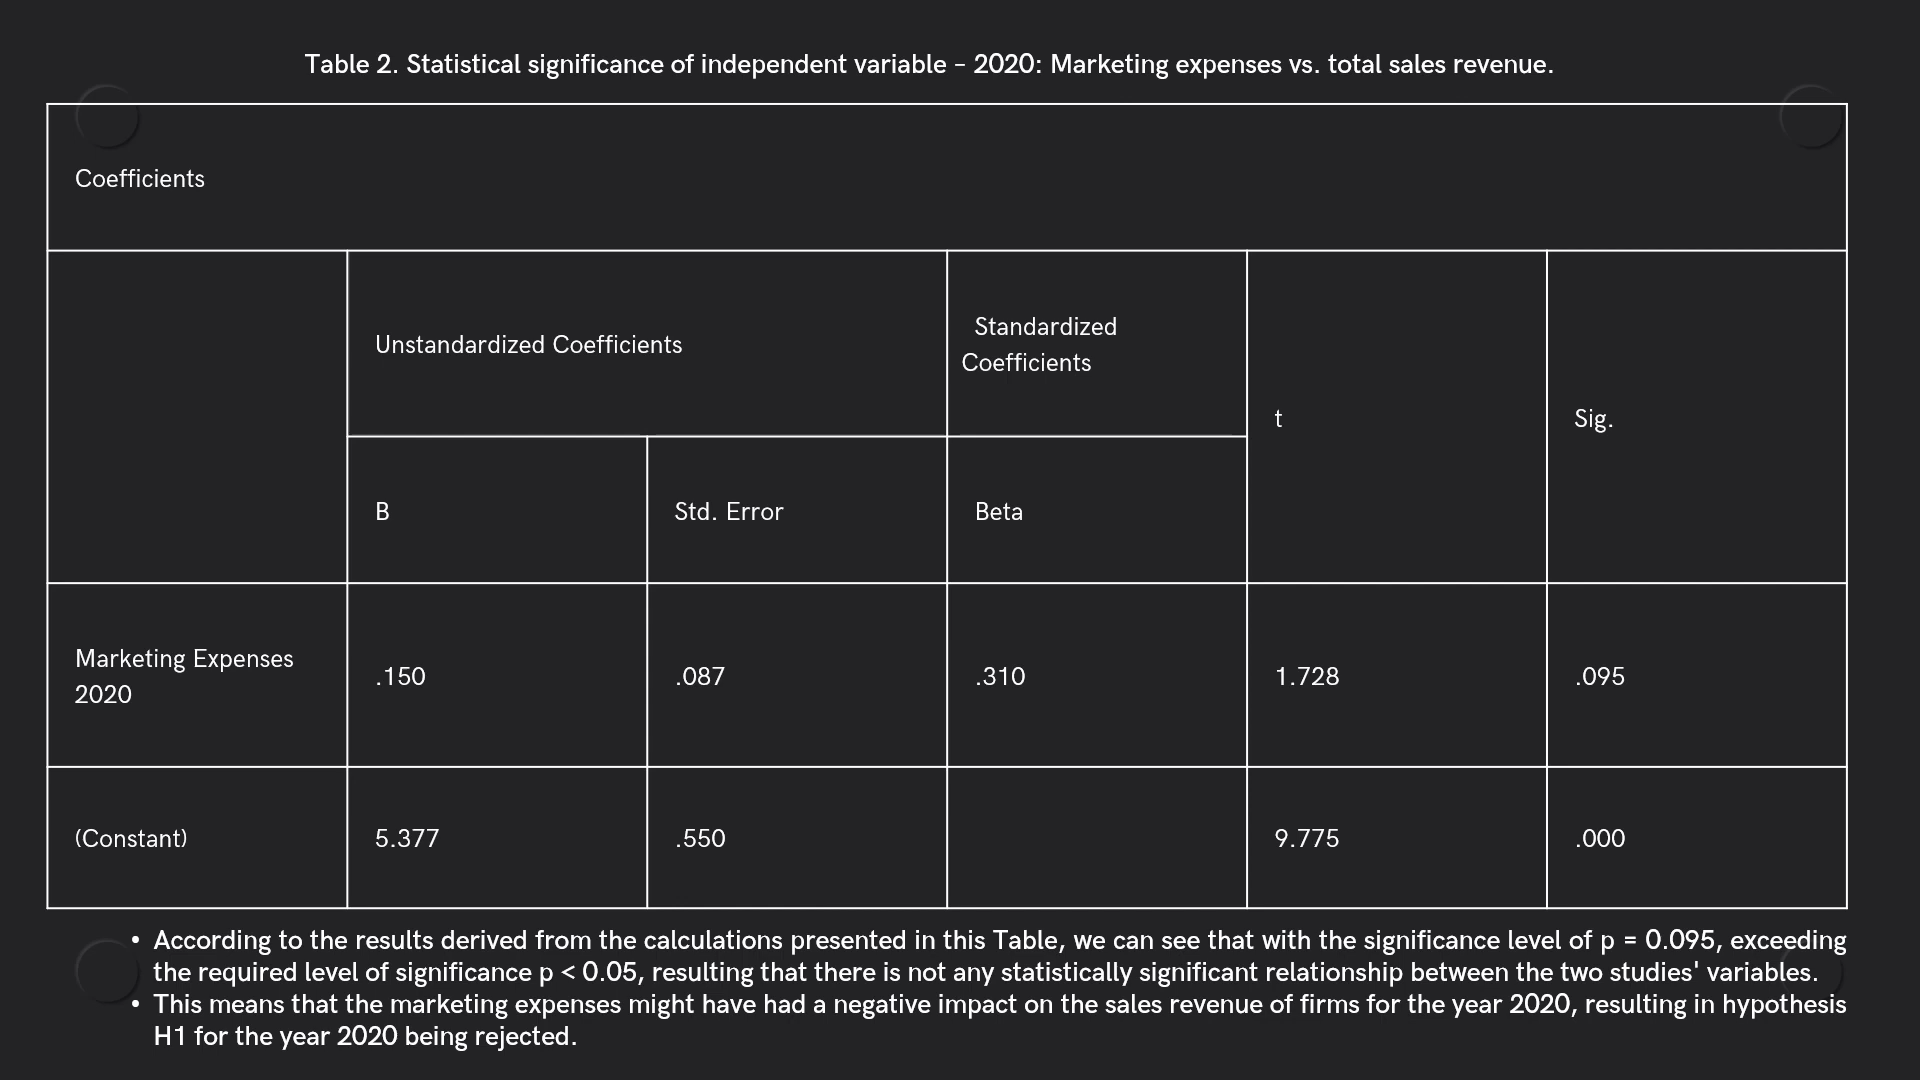 Table 2. Statistical significance of independent variable – 2020: Marketing expenses vs. total sales revenue.
Coefficients
Unstandardized Coefficients
Standardized
Coefficients
t
Sig.
B
Std. Error
Beta
Marketing Expenses
2020
.150
.087
.310
1.728
.095
(Constant)
5.377
.550
9.775
.000
• According to the results derived from the calculations presented in this Table, we can see that with the significance level of p = 0.095, exceeding
the required level of significance p < 0.05, resulting that there is not any statistically significant relationship between the two studies' variables.
• This means that the marketing expenses might have had a negative impact on the sales revenue of firms for the year 2020, resulting in hypothesis
H1 for the year 2020 being rejected.